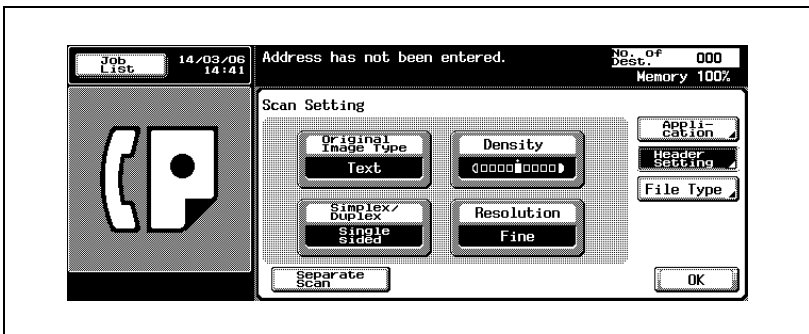 Job
List
14/03/06
14:41
Address has not been entered.
No. of
Dest.
000
Memory 100%
Scan Setting
Original
Image Type
Text
Density
Simplex/
Duplex
Single
sided
Resolution
Fine
Separate
Scan
Appli-
cation
Header
Setting
File Type
OK